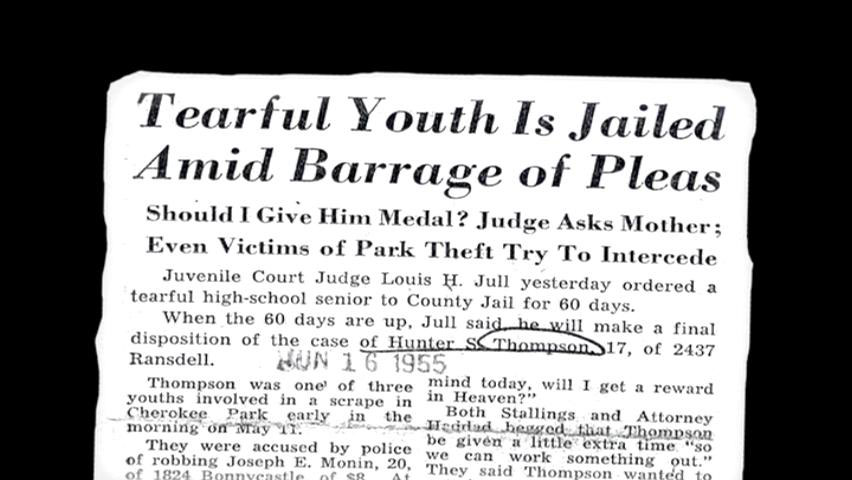 Tearful Youth Is Jailed
Amid Barrage of Pleas
Should I Give Him Medal? Judge Asks Mother;
Even Victims of Park Theft Try To Intercede
Juvenile Court Judge Louis H. Jull yesterday ordered a
tearful high-school senior to County Jail for 60 days.
When the 60 days are up, Jull said, he will make a final
disposition of the case of Hunter S. Thompson, 17, of 2437
Ransdell.
JUN 16 1955
Thompson was one of three
youths involved in a scrape in
Cherokee Park early in the
morning on May 11.
They were accused by police
of robbing Joseph E. Monin, 20,
of 1824 Bonnycastle, of $8. At
mind today, will I get a reward
in Heaven?"
Both Stallings and Attorney
Haddad begged that Thompson
be given a little extra time "so
we can work something out."
They said Thompson wanted to